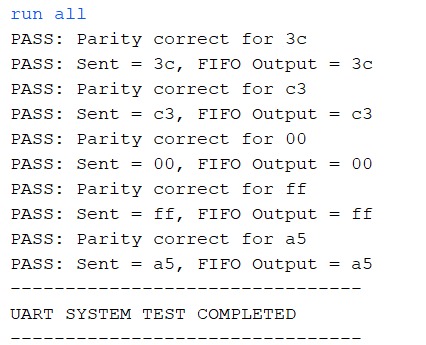 run all
PASS: Parity correct for 3c
PASS: Sent = 3c, FIFO Output = 3c
PASS: Parity correct for c3
PASS: Sent = c3, FIFO Output = c3
PASS: Parity correct for 00
PASS: Sent = 00, FIFO Output = 00
PASS: Parity correct for ff
PASS: Sent = ff, FIFO Output = ff
PASS: Parity correct for a5
PASS: Sent = a5, FIFO Output = a5
--------------------------------
UART SYSTEM TEST COMPLETED
--------------------------------